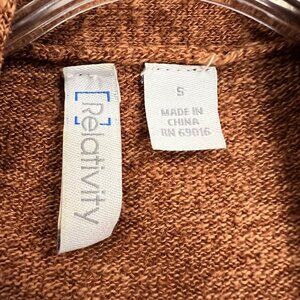 [Relativity]
S
MADE IN
CHINA
RN 69016